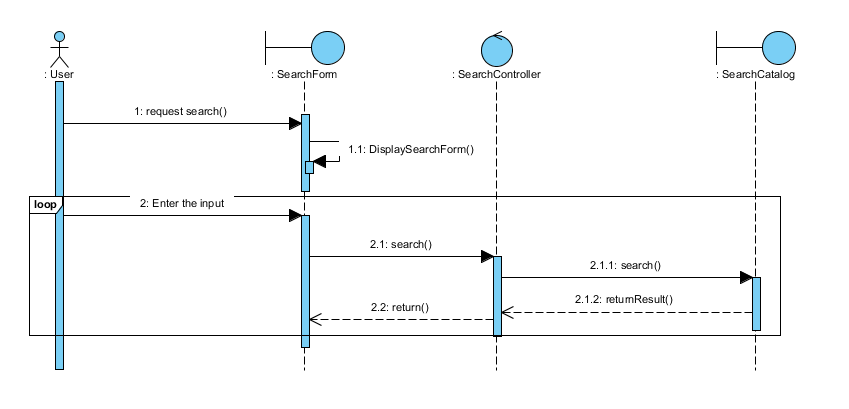 : User
: SearchForm
: SearchController
: SearchCatalog
1: request search()
1.1: DisplaySearchForm()
loop
2: Enter the input
2.1: search()
2.1.1: search()
2.1.2: returnResult()
2.2: return()